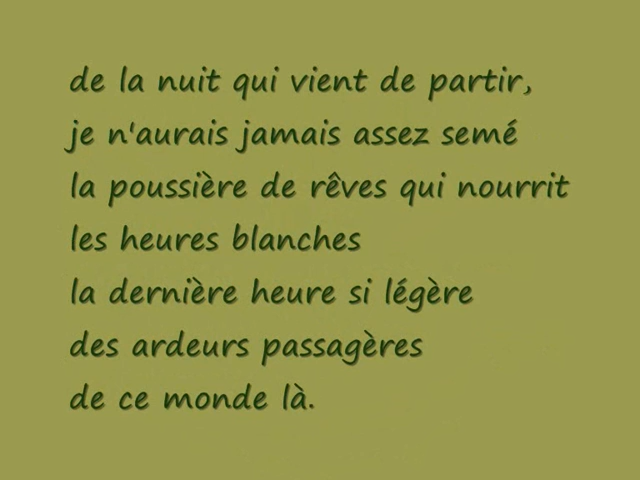 de la nuit qui vient de partir,
je n'aurais jamais assez semé
la poussière de rêves qui nourrit
les heures blanches
la dernière heure si légère
des ardeurs passagères
de ce monde là.